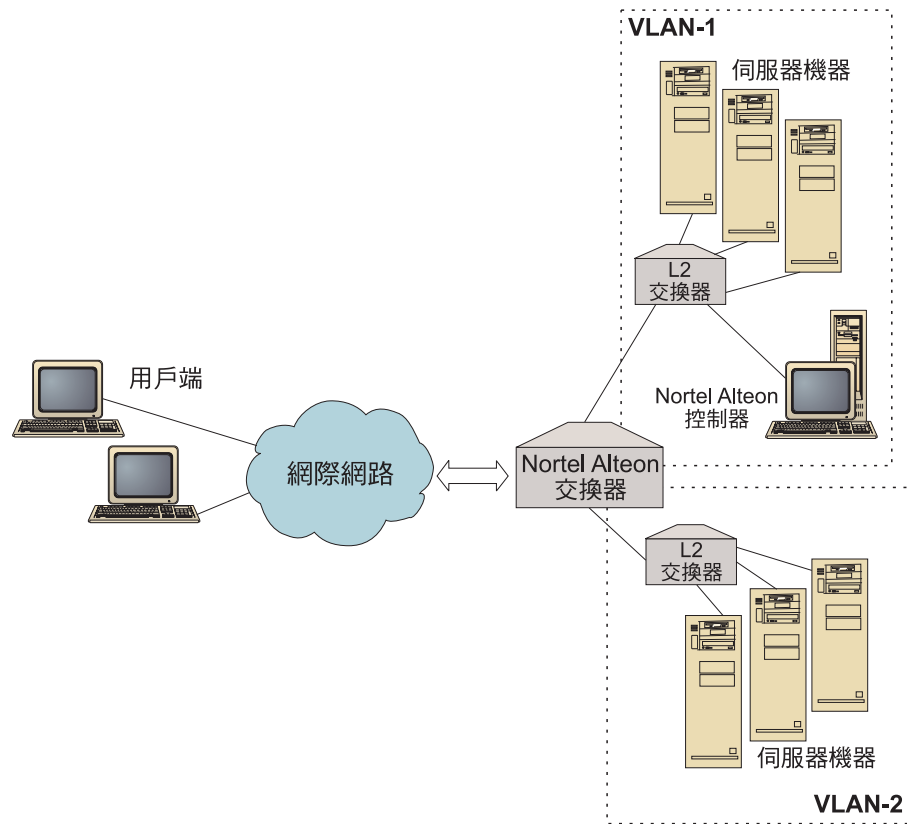 VLAN-1
伺服器機器
L2
交換器
用戶端
Nortel Alteon
控制器
網際網路
Nortel Alteon
交換器
L2
交換器
伺服器機器
VLAN-2